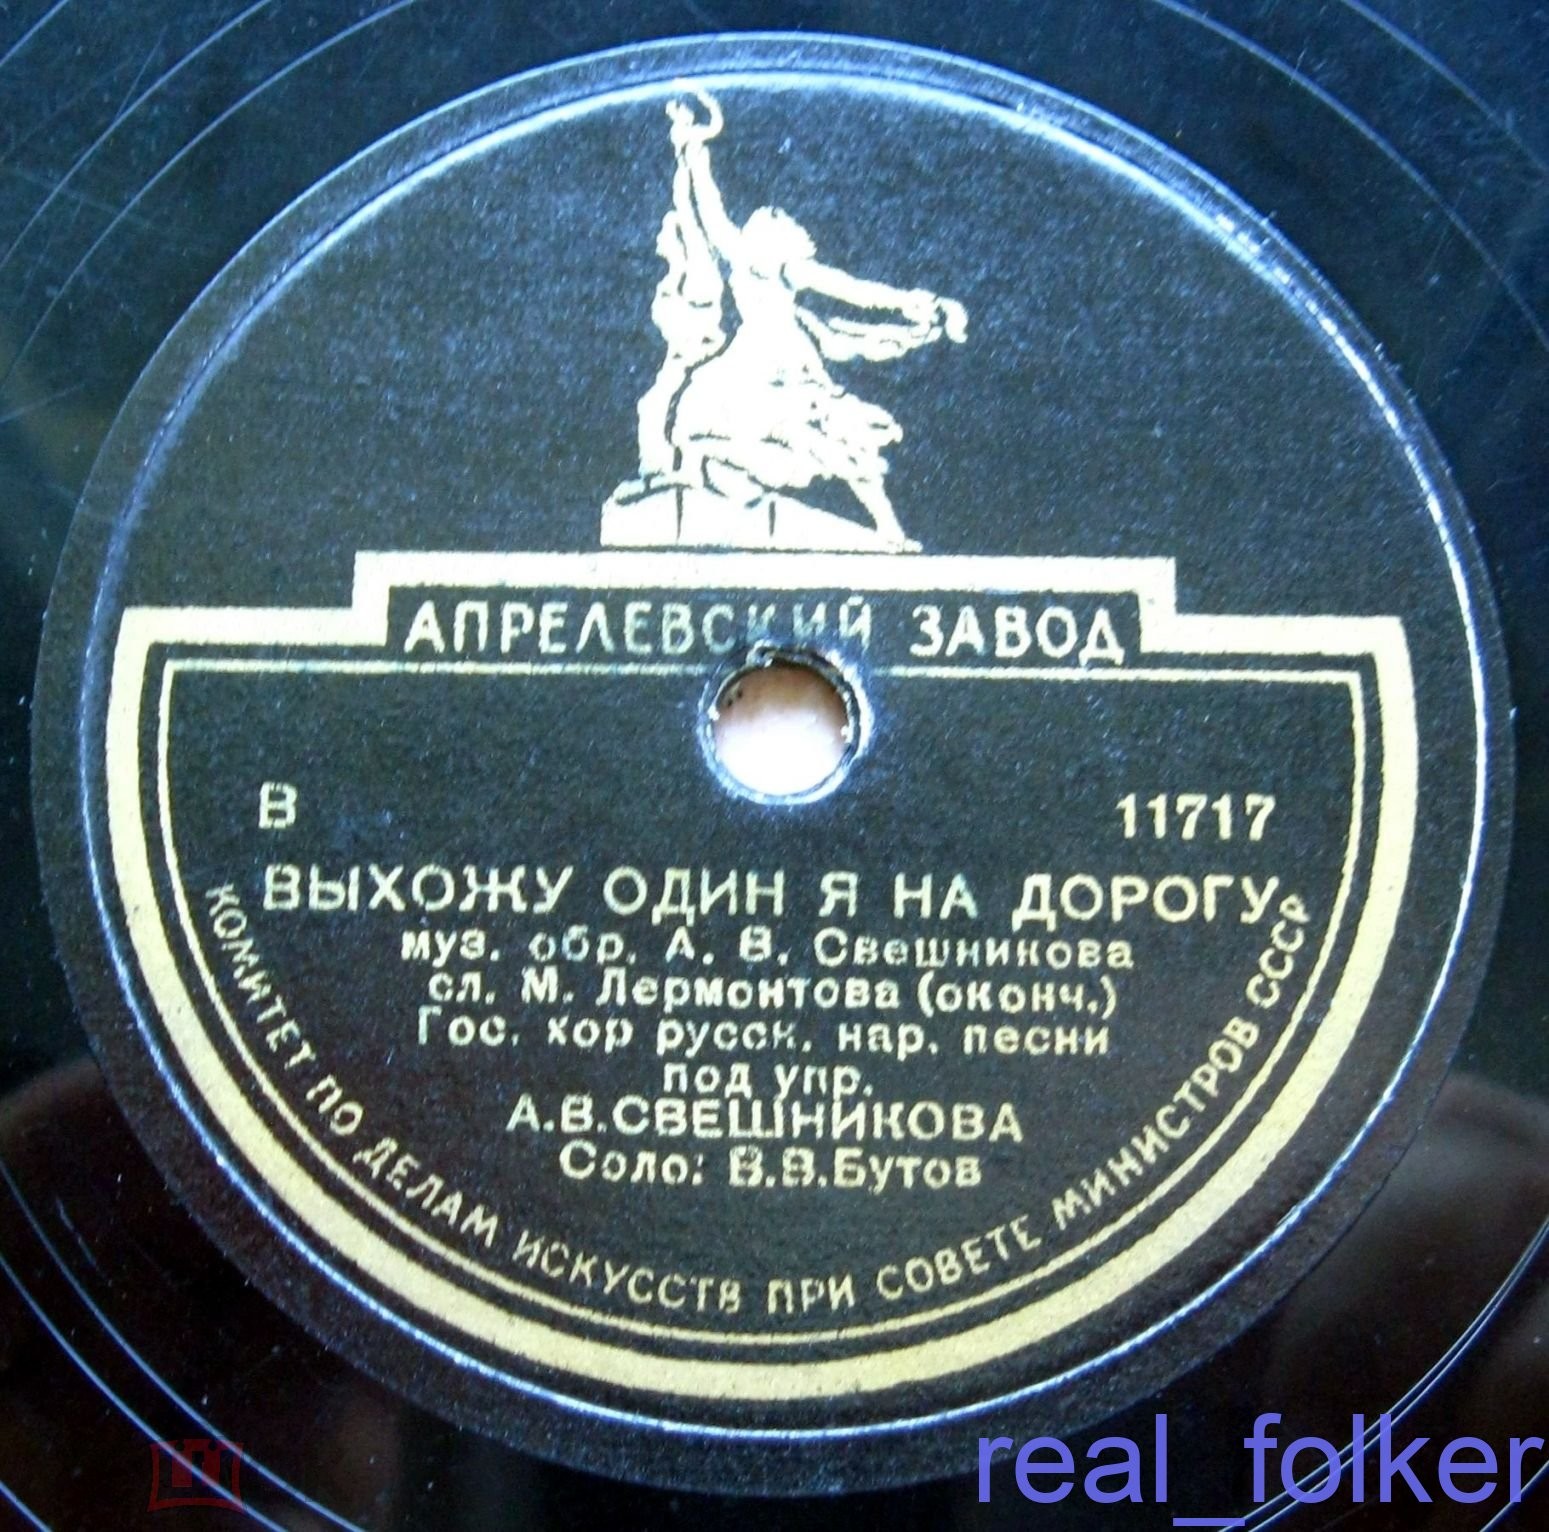 АПРЕЛЕВСКИЙ ЗАВОД
В 11717
ВЫХОЖУ ОДИН Я НА ДОРОГУ
муз. обр. А. В. Свешникова
сл. М. Лермонтова (оконч.)
Гос. хор русск. нар. песни
под упр.
А.В.СВЕШНИКОВА
Соло: В.В.Бутов
КОМИТЕТ ПО ДЕЛАМ ИСКУССТВ ПРИ СОВЕТЕ МИНИСТРОВ СССР
real_folker